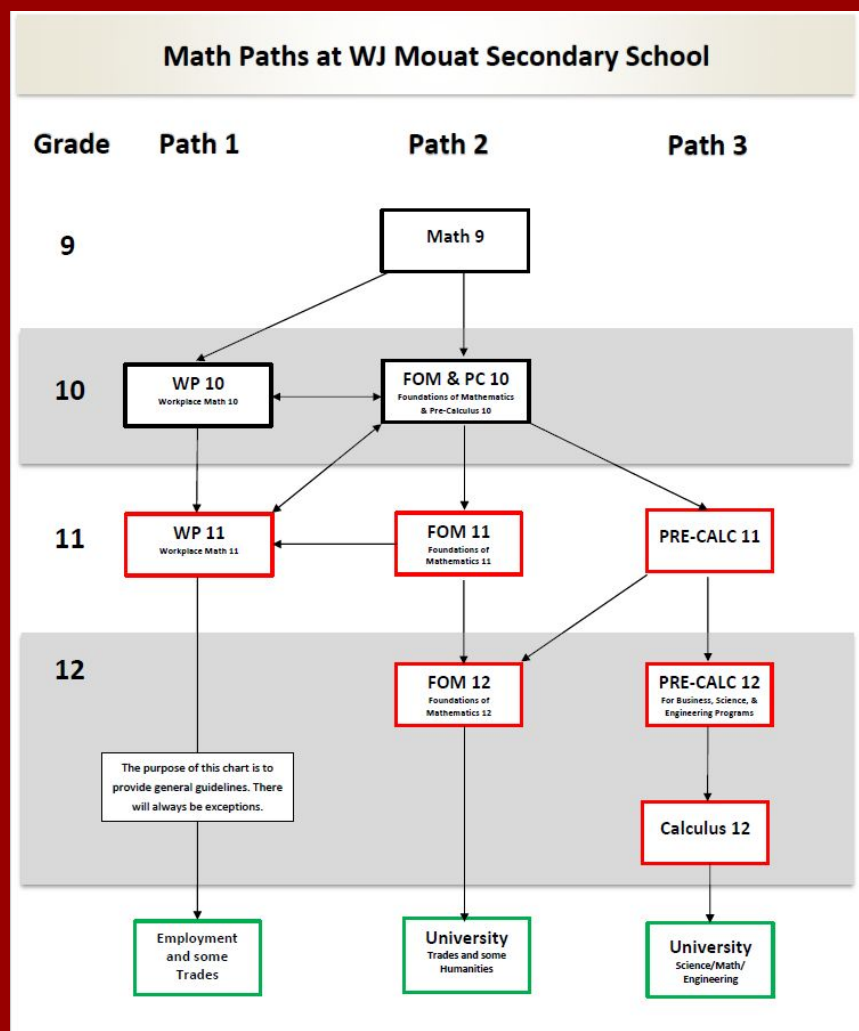 Math Paths at WJ Mouat Secondary School
Grade Path 1 Path 2 Path 3
9
Math 9
10
WP 10
Workplace Math 10
FOM & PC 10
Foundations of Mathematics
& Pre-Calculus 10
11
WP 11
Workplace Math 11
FOM 11
Foundations of
Mathematics 11
PRE-CALC 11
12
FOM 12
Foundations of
Mathematics 12
PRE-CALC 12
For Business, Science, &
Engineering Programs
The purpose of this chart is to
provide general guidelines. There
will always be exceptions.
Calculus 12
Employment
and some
Trades
University
Trades and some
Humanities
University
Science/Math/
Engineering